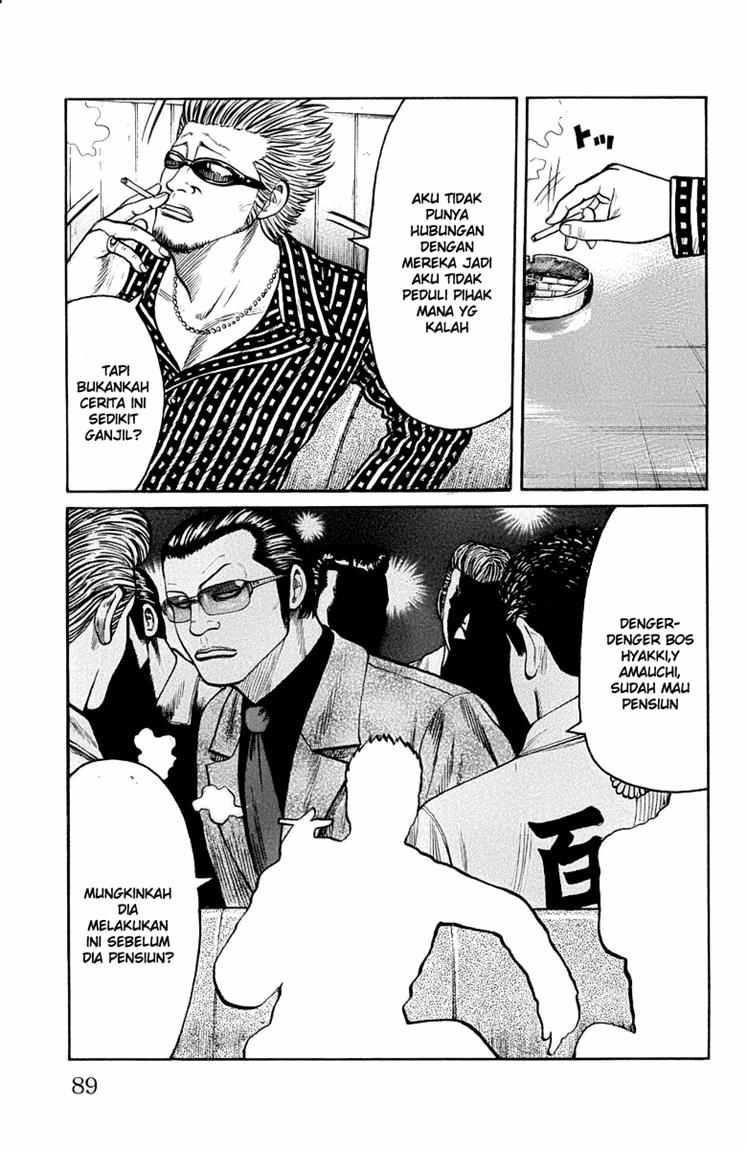 トッ
AKU TIDAK
PUNYA
HUBUNGAN
DENGAN
MEREKA JADI
AKU TIDAK
PEDULI PIHAK
MANA YG
KALAH
TAPI
BUKANKAH
CERITA INI
SEDIKIT
GANJIL?
DENGER-
DENGER BOS
HYAKKI,Y
AMAUCHI,
SUDAH MAU
PENSIUN
百
MUNGKINKAH
DIA
MELAKUKAN
INI SEBELUM
DIA PENSIUN?
89